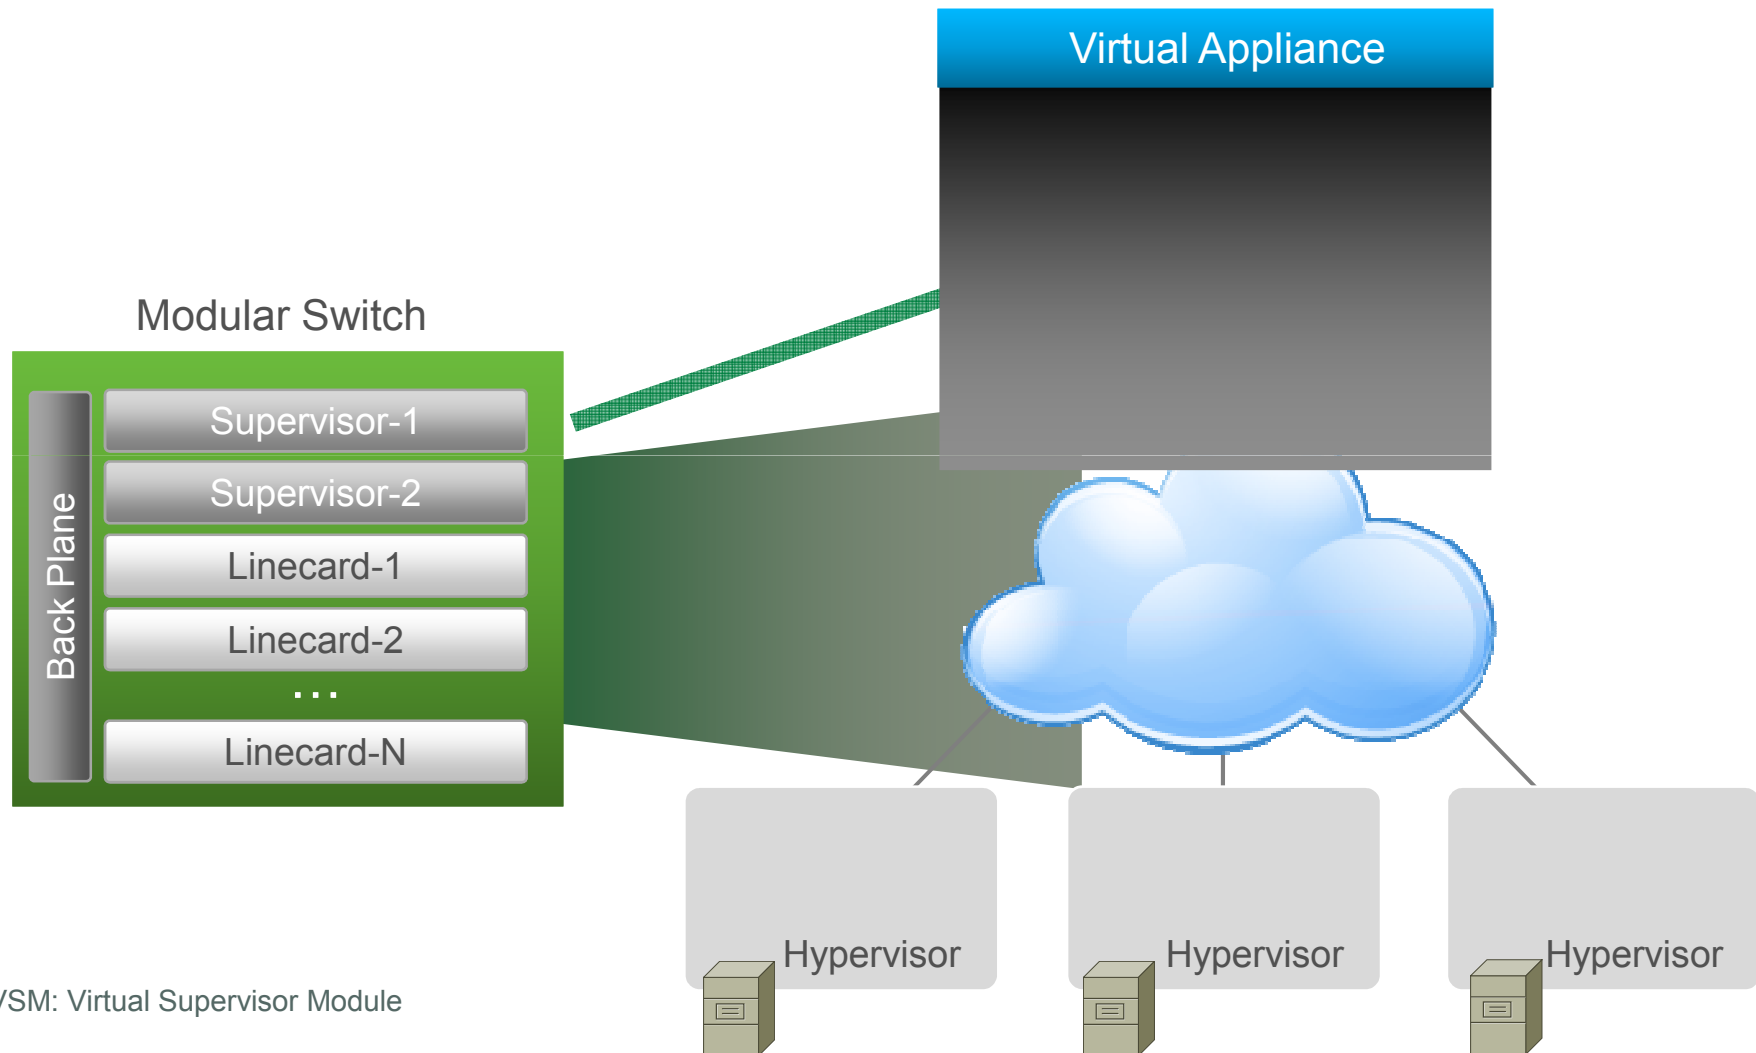 Virtual Appliance
Modular Switch
Back Plane
Supervisor-1
Supervisor-2
Linecard-1
Linecard-2
...
Linecard-N
Hypervisor
Hypervisor
Hypervisor
VSM: Virtual Supervisor Module